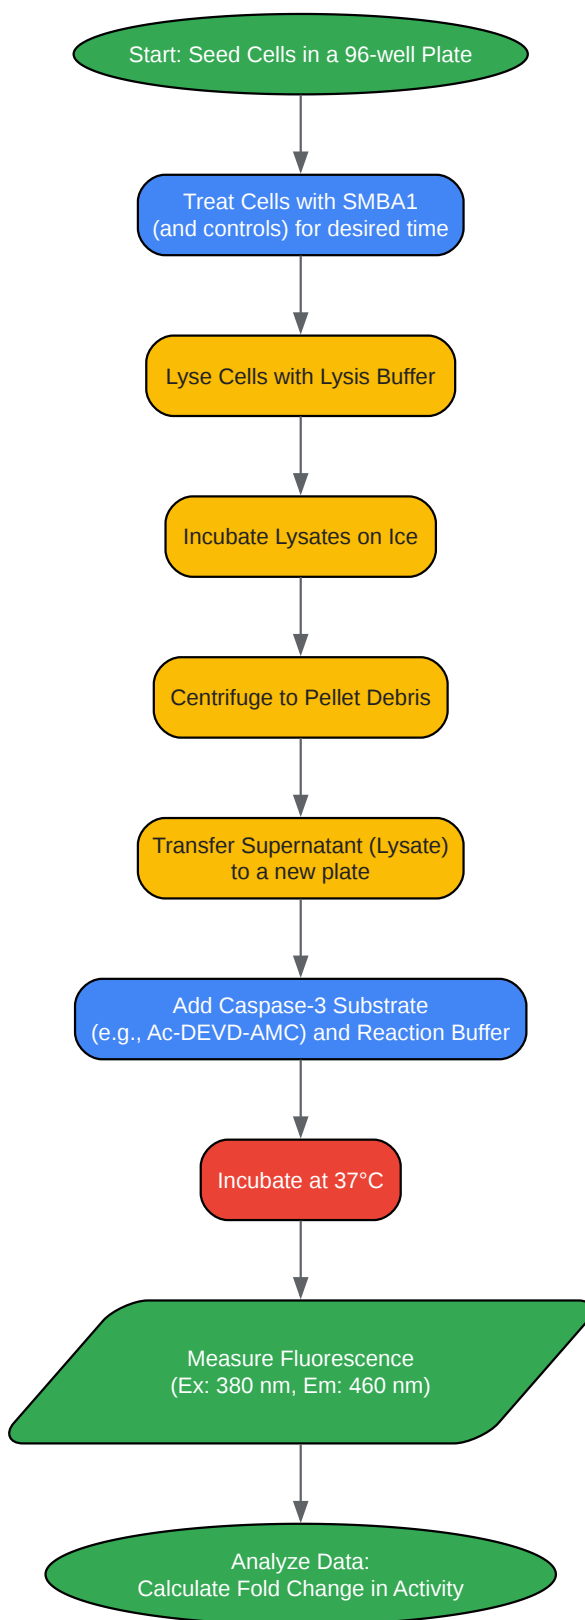 Start: Seed Cells in a 96-well Plate
Treat Cells with SMBA1
(and controls) for desired time
Lyse Cells with Lysis Buffer
Incubate Lysates on Ice
Centrifuge to Pellet Debris
Transfer Supernatant (Lysate)
to a new plate
Add Caspase-3 Substrate
(e.g., Ac-DEVD-AMC) and Reaction Buffer
Incubate at 37°C
Measure Fluorescence
(Ex: 380 nm, Em: 460 nm)
Analyze Data:
Calculate Fold Change in Activity